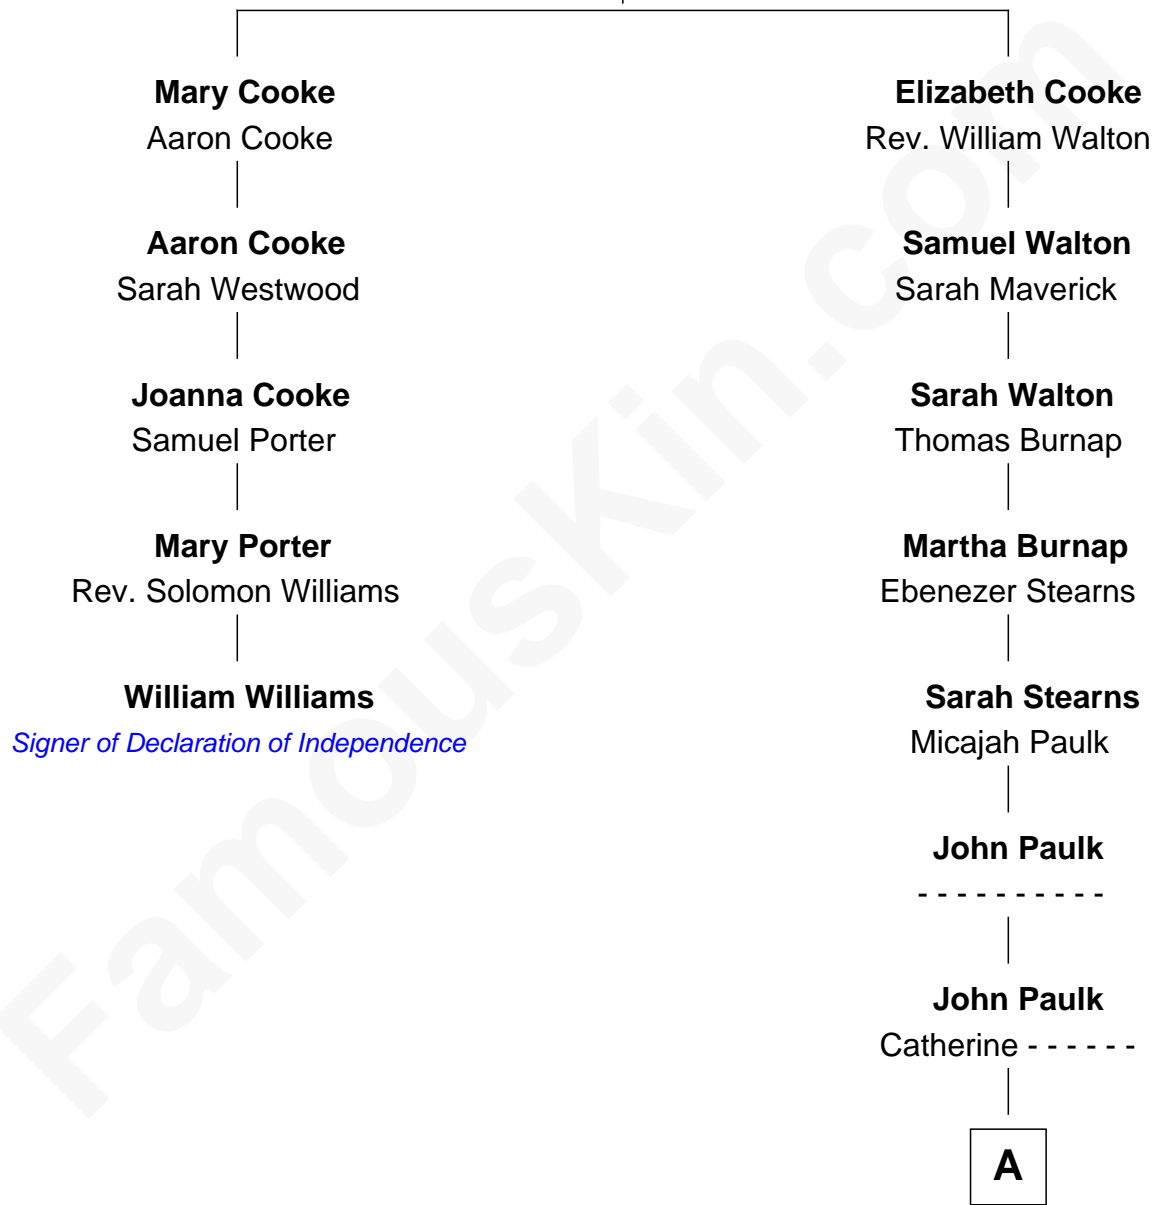 Mary Cooke
Aaron Cooke
Aaron Cooke
Sarah Westwood
Joanna Cooke
Samuel Porter
Mary Porter
Rev. Solomon Williams
William Williams
Signer of Declaration of Independence
Elizabeth Cooke
Rev. William Walton
Samuel Walton
Sarah Maverick
Sarah Walton
Thomas Burnap
Martha Burnap
Ebenezer Stearns
Sarah Stearns
Micajah Paulk
John Paulk
- - - - - - - - - -
John Paulk
Catherine - - - - - -
A
FamousKin.com